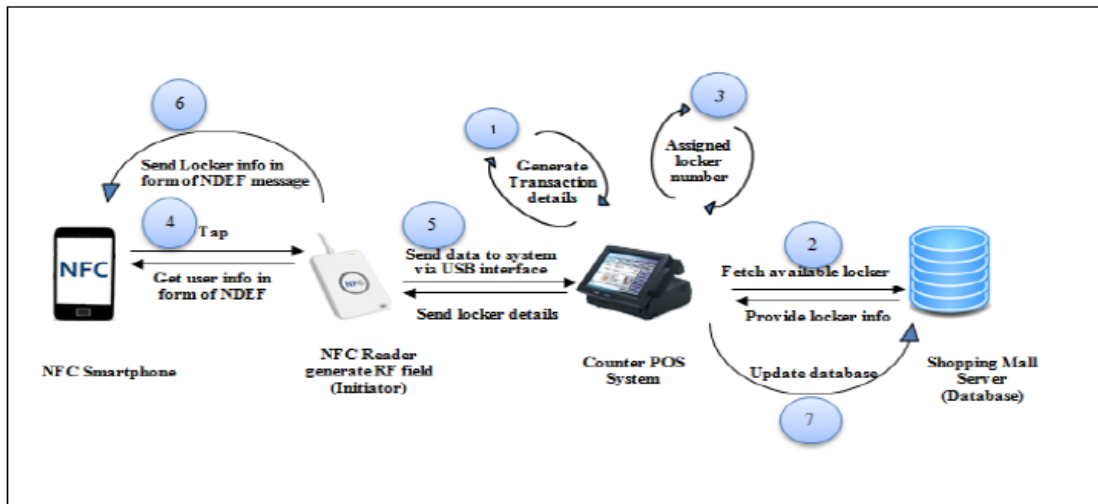 6
1
3
Send Locker info in
form of NDEF message
Generate
Transaction
details
Assigned
locker
number
4
Tap
5
2
NFC
Get user info in
form of NDEF
Send data to system
via USB interface
Send locker details
Fetch available locker
Provide locker info
NFC Smartphone
NFC Reader
generate RF field
(Initiator)
Counter POS
System
Update database
Shopping Mall
Server
(Database)
7